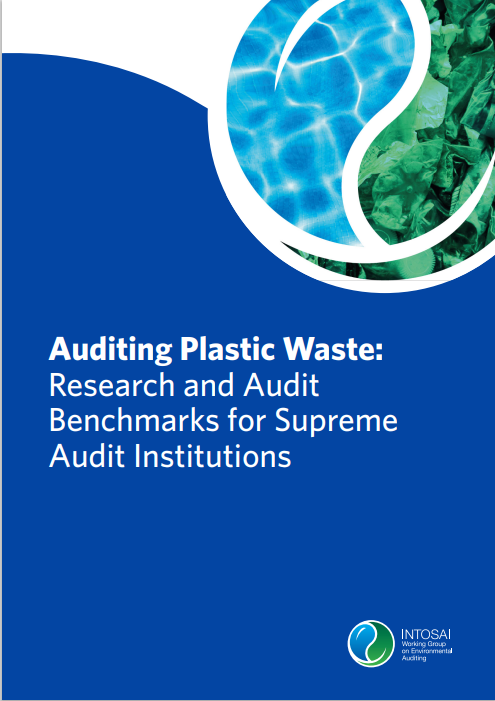 Auditing Plastic Waste:
Research and Audit
Benchmarks for Supreme
Audit Institutions
INTOSAI
Working Group
on Environmental
Auditing